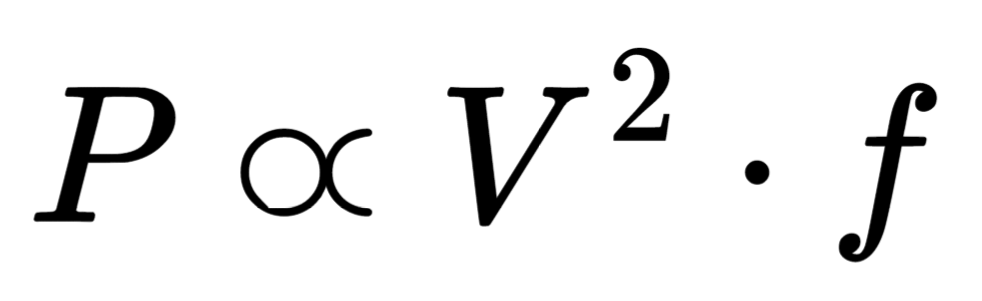 P ∝ V² · f